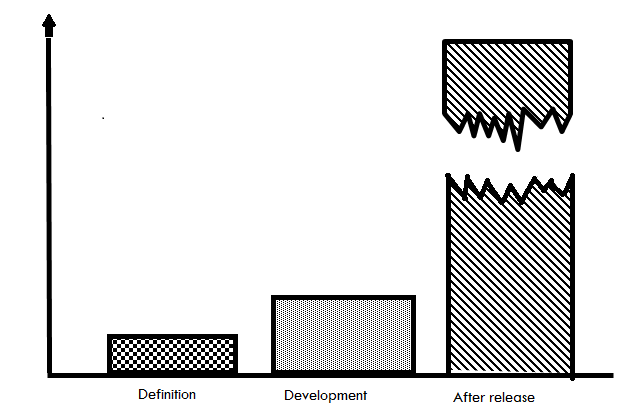 Definition
Development
After release